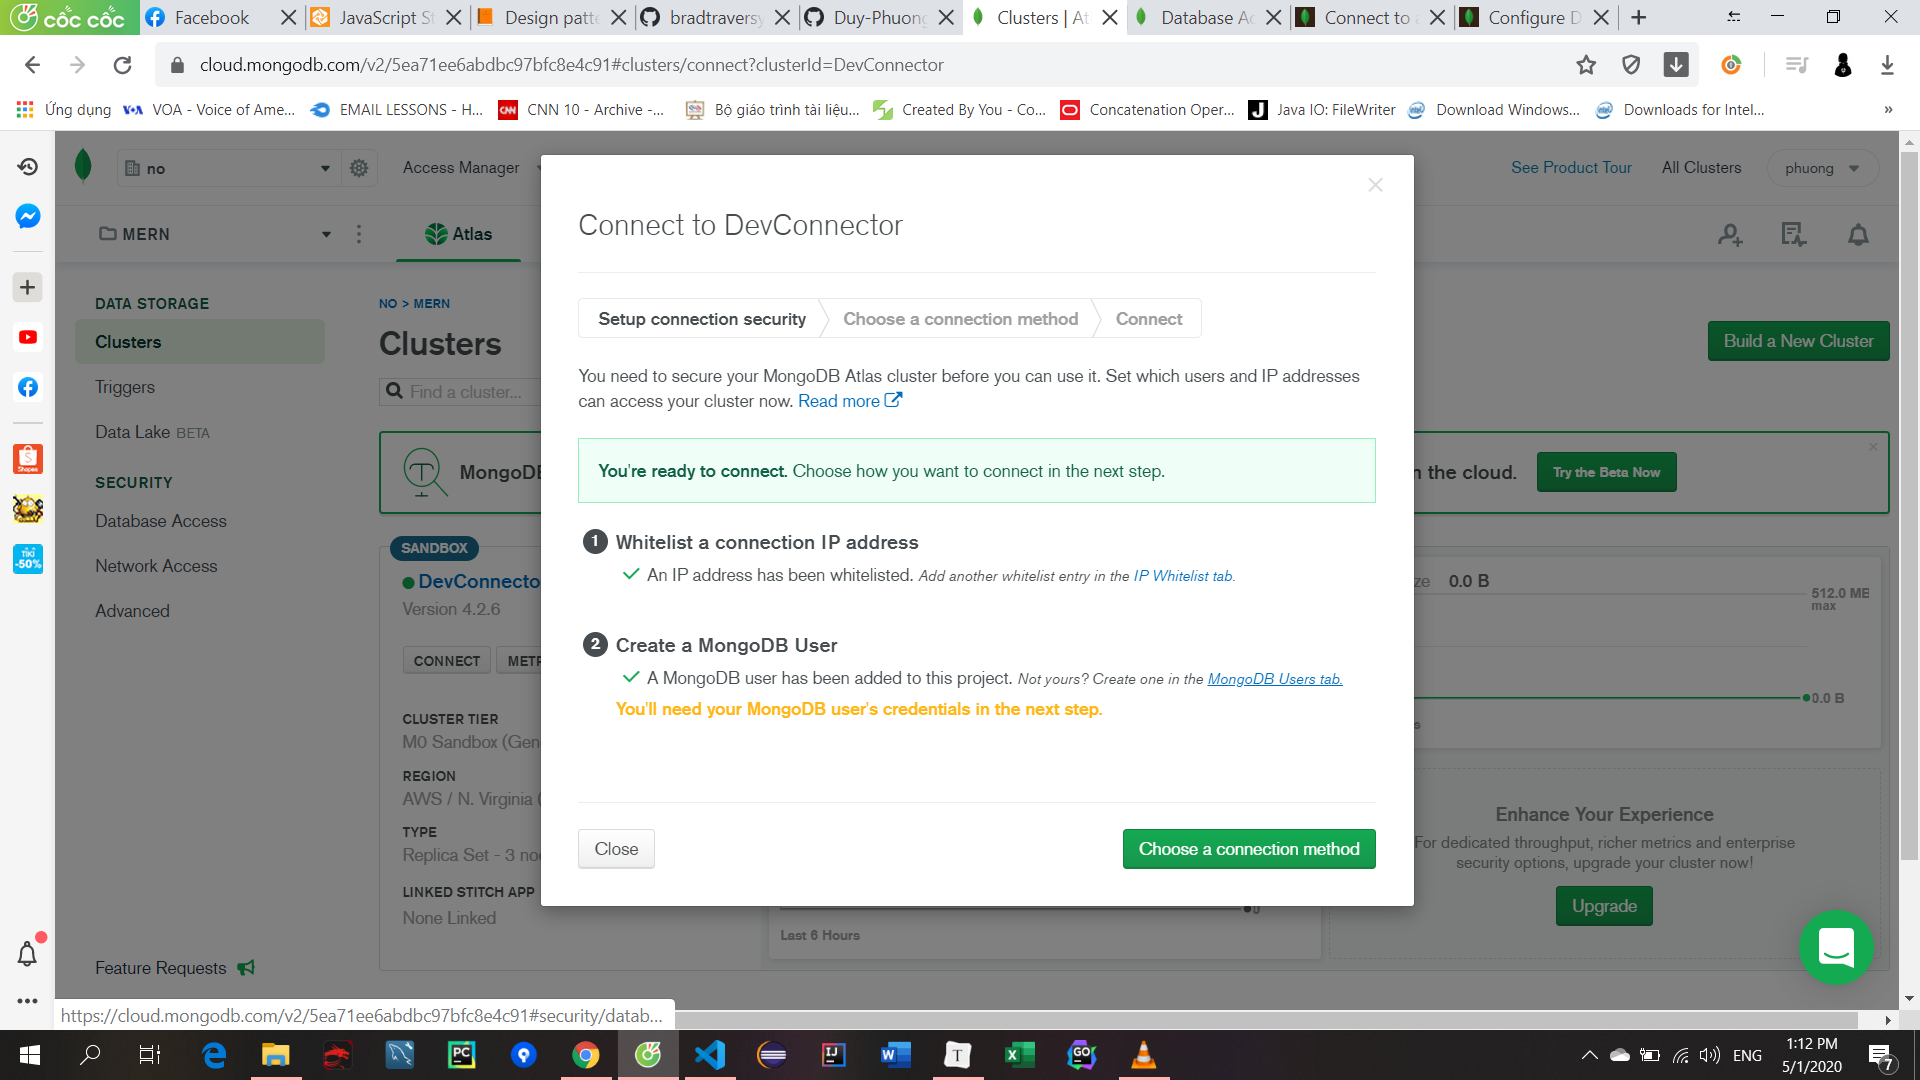 cốc cốc
Facebook
JavaScript St
Design patte
bradtraversy
Duy-Phuong
Clusters | At
Database Ac
Connect to a
Configure D
cloud.mongodb.com/v2/5ea71ee6abdbc97bfc8e4c91#clusters/connect?clusterId=DevConnector
Ứng dụng
VOA - Voice of Ame...
EMAIL LESSONS - H...
CNN 10 - Archive -...
Bộ giáo trình tài liệu...
Created By You - Co...
Concatenation Oper...
Java IO: FileWriter
Download Windows...
Downloads for Intel...
no
Access Manager
See Product Tour
All Clusters
phuong
MERN
Atlas
DATA STORAGE
Clusters
Triggers
Data Lake BETA
SECURITY
Database Access
Network Access
Advanced
Feature Requests
NO > MERN
Clusters
Find a cluster...
Build a New Cluster
MongoDB
n the cloud.
Try the Beta Now
SANDBOX
DevConnecto
Version 4.2.6
CONNECT
METR
CLUSTER TIER
M0 Sandbox (Gen
REGION
AWS / N. Virginia (
TYPE
Replica Set - 3 no
LINKED STITCH APP
None Linked
Connect to DevConnector
Setup connection security
Choose a connection method
Connect
You need to secure your MongoDB Atlas cluster before you can use it. Set which users and IP addresses
can access your cluster now. Read more
You're ready to connect. Choose how you want to connect in the next step.
1 Whitelist a connection IP address
An IP address has been whitelisted. Add another whitelist entry in the IP Whitelist tab.
2 Create a MongoDB User
A MongoDB user has been added to this project. Not yours? Create one in the MongoDB Users tab.
You'll need your MongoDB user's credentials in the next step.
Close
Choose a connection method
ze 0.0 B
512.0 MB
max
0.0 B
s
0
Last 6 Hours
Enhance Your Experience
For dedicated throughput, richer metrics and enterprise
security options, upgrade your cluster now!
Upgrade
Shopee
TIKI
-50%
https://cloud.mongodb.com/v2/5ea71ee6abdbc97bfc8e4c91#security/datab...
ENG
1:12 PM
5/1/2020
7